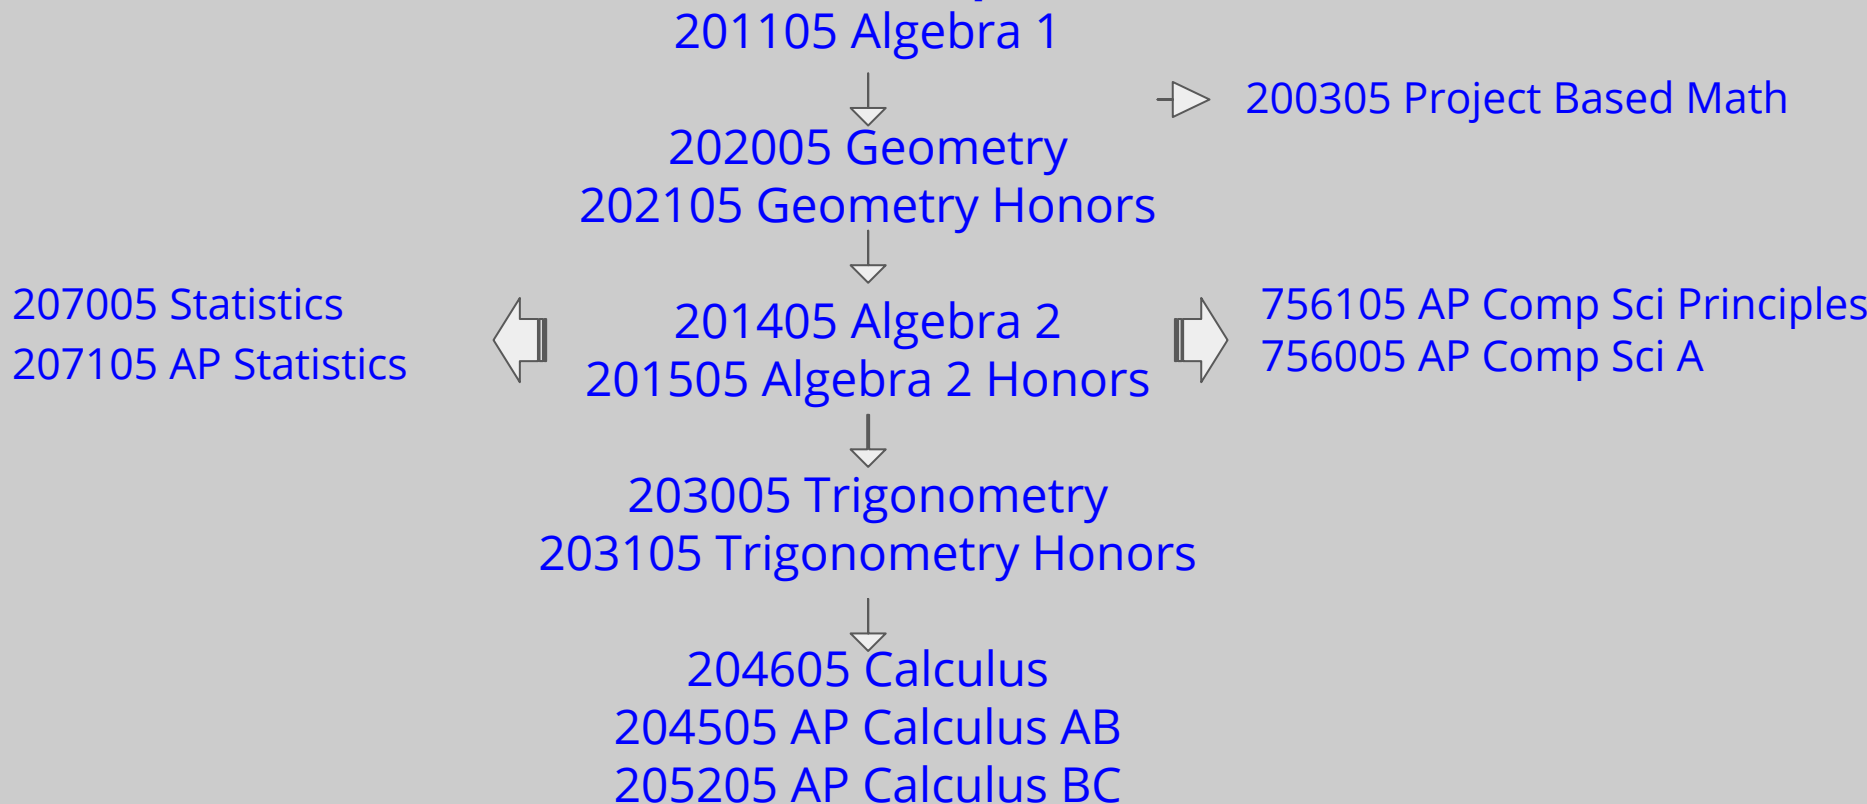 201105 Algebra 1
200305 Project Based Math
202005 Geometry
202105 Geometry Honors
207005 Statistics
207105 AP Statistics
201405 Algebra 2
201505 Algebra 2 Honors
756105 AP Comp Sci Principles
756005 AP Comp Sci A
203005 Trigonometry
203105 Trigonometry Honors
204605 Calculus
204505 AP Calculus AB
205205 AP Calculus BC